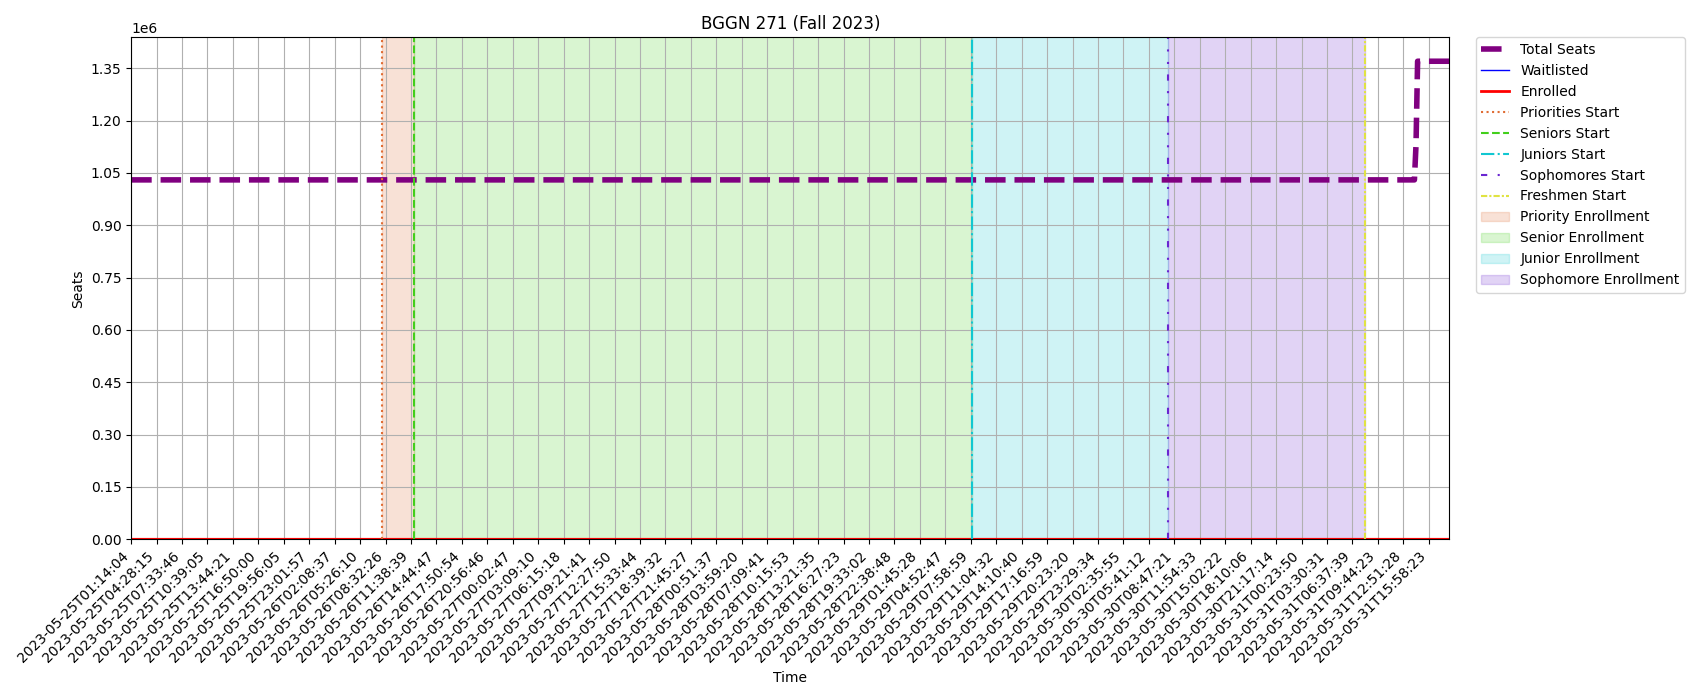 BGGN 271 (Fall 2023)
1e6
1.35
1.20
1.05
0.90
0.75
0.60
0.45
0.30
0.15
0.00
Seats
2023-05-25T01:14:04
2023-05-25T04:28:15
2023-05-25T07:33:46
2023-05-25T10:39:05
2023-05-25T13:44:21
2023-05-25T16:50:00
2023-05-25T19:56:05
2023-05-25T23:01:57
2023-05-26T02:08:37
2023-05-26T05:26:10
2023-05-26T08:32:26
2023-05-26T11:38:39
2023-05-26T14:44:47
2023-05-26T17:50:54
2023-05-26T20:56:46
2023-05-27T00:02:47
2023-05-27T03:09:10
2023-05-27T06:15:18
2023-05-27T09:21:41
2023-05-27T12:27:50
2023-05-27T15:33:44
2023-05-27T18:39:32
2023-05-27T21:45:27
2023-05-28T00:51:37
2023-05-28T03:59:20
2023-05-28T07:09:41
2023-05-28T10:15:53
2023-05-28T13:21:35
2023-05-28T16:27:23
2023-05-28T19:33:02
2023-05-28T22:38:48
2023-05-29T01:45:28
2023-05-29T04:52:47
2023-05-29T07:58:59
2023-05-29T11:04:32
2023-05-29T14:10:40
2023-05-29T17:16:59
2023-05-29T20:23:20
2023-05-29T23:29:34
2023-05-30T02:35:55
2023-05-30T05:41:12
2023-05-30T08:47:21
2023-05-30T11:54:33
2023-05-30T15:02:22
2023-05-30T18:10:06
2023-05-30T21:17:14
2023-05-31T00:23:50
2023-05-31T03:30:31
2023-05-31T06:37:39
2023-05-31T09:44:23
2023-05-31T12:51:28
2023-05-31T15:58:23
Time
Total Seats
Waitlisted
Enrolled
Priorities Start
Seniors Start
Juniors Start
Sophomores Start
Freshmen Start
Priority Enrollment
Senior Enrollment
Junior Enrollment
Sophomore Enrollment